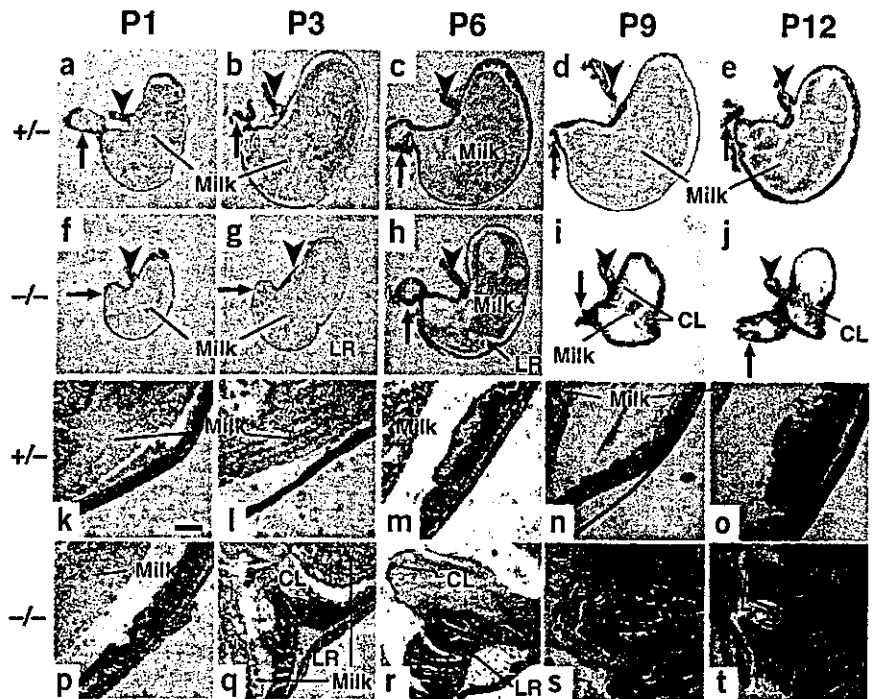 P1 P3 P6 P9 P12
a b c d e
+/−
Milk Milk Milk
f g h i j
−/−
Milk Milk CL
Milk LR LR Milk CL
Milk Milk Milk
+/−
k l m n o
Milk CL CL
−/−
LR
p q Milk r LR s t